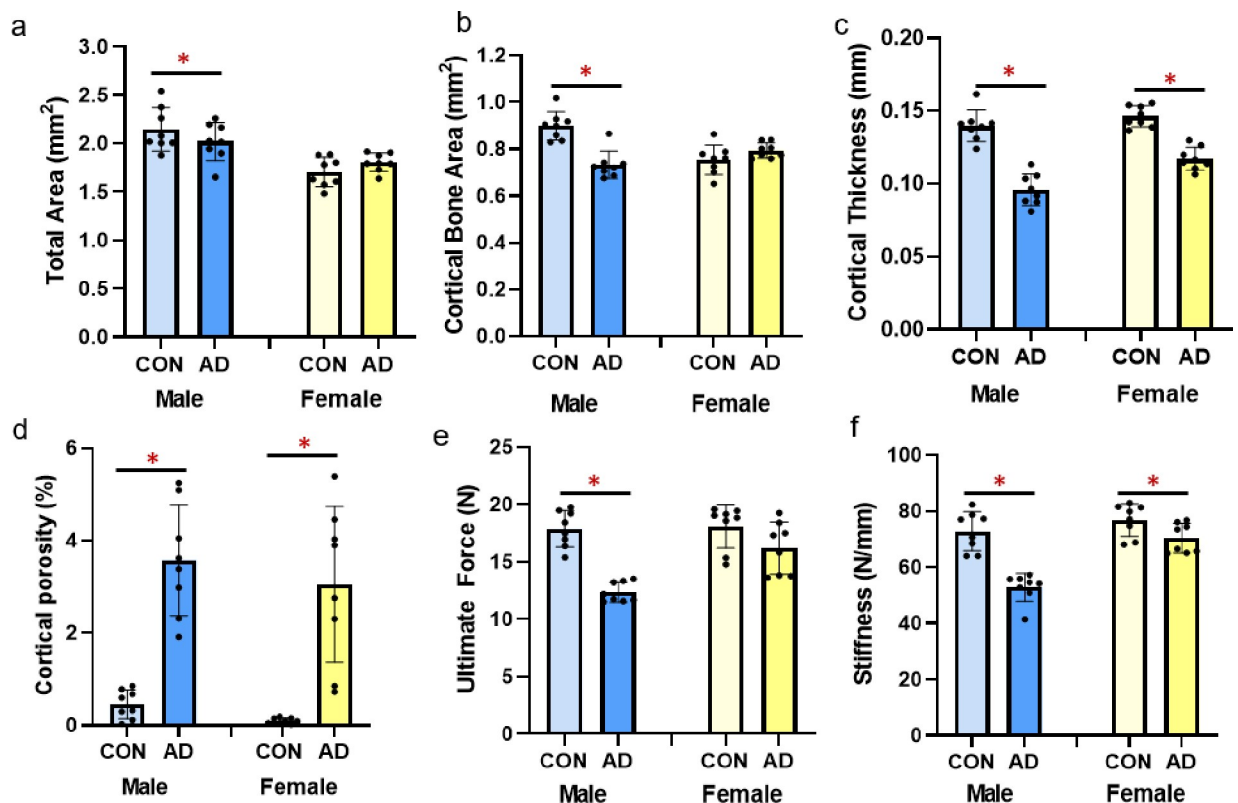 a
Total Area (mm²)
3.0
2.5
2.0
1.5
1.0
0.5
0.0
*
CON AD CON AD
Male Female
b
Cortical Bone Area (mm²)
1.2
1.0
0.8
0.6
0.4
0.2
0.0
*
CON AD CON AD
Male Female
c
Cortical Thickness (mm)
0.20
0.15
0.10
0.05
0.00
* *
CON AD CON AD
Male Female
d
Cortical porosity (%)
6
4
2
0
* *
CON AD CON AD
Male Female
e
Ultimate Force (N)
25
20
15
10
5
0
*
CON AD CON AD
Male Female
f
Stiffness (N/mm)
100
80
60
40
20
0
* *
CON AD CON AD
Male Female